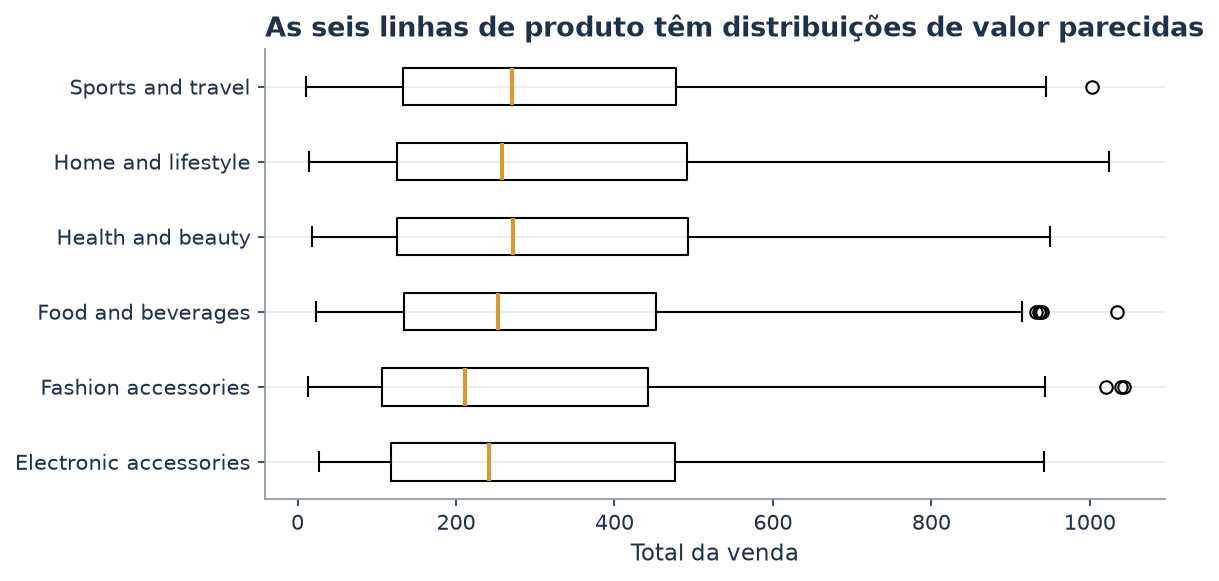 As seis linhas de produto têm distribuições de valor parecidas
Sports and travel
Home and lifestyle
Health and beauty
Food and beverages
Fashion accessories
Electronic accessories
0 200 400 600 800 1000
Total da venda